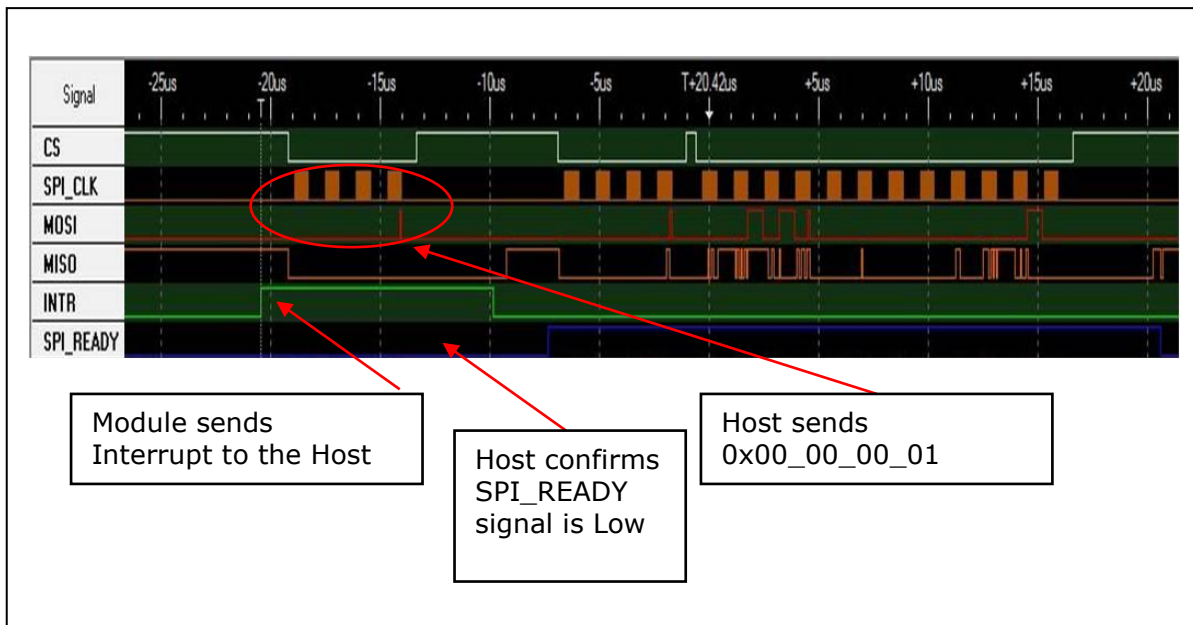 Signal -25us -20us -15us -10us -5us T+20.42us +5us +10us +15us +20us
T
CS
SPI_CLK
MOSI
MISO
INTR
SPI_READY
Module sends
Interrupt to the Host
Host confirms
SPI_READY
signal is Low
Host sends
0x00_00_00_01